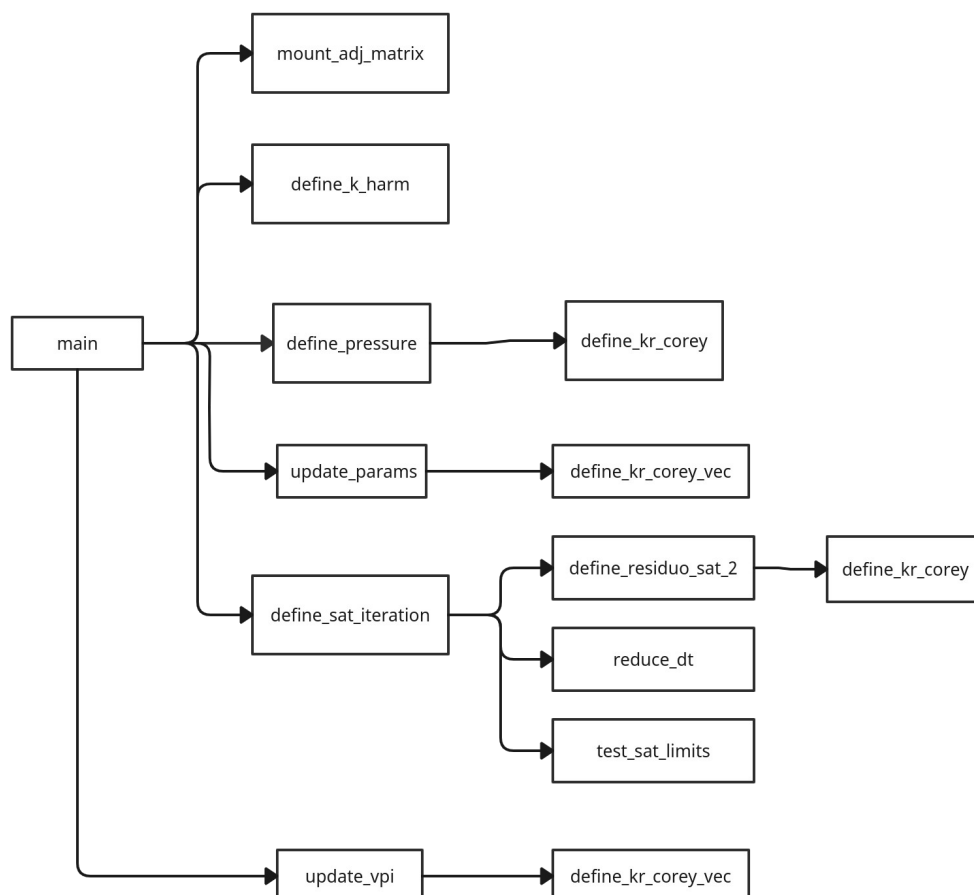 mount_adj_matrix
define_k_harm
main
define_pressure
define_kr_corey
update_params
define_kr_corey_vec
define_sat_iteration
define_residuo_sat_2
define_kr_corey
reduce_dt
test_sat_limits
update_vpi
define_kr_corey_vec